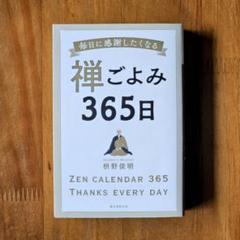 毎日に感謝したくなる
禅ごよみ
365日
枡野俊明
ZEN CALENDAR 365
THANKS EVERY DAY